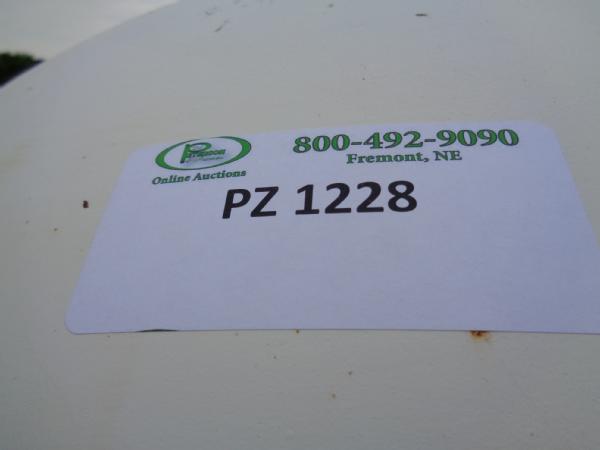 800-492-9090
Fremont, NE
Online Auctions
PZ 1228